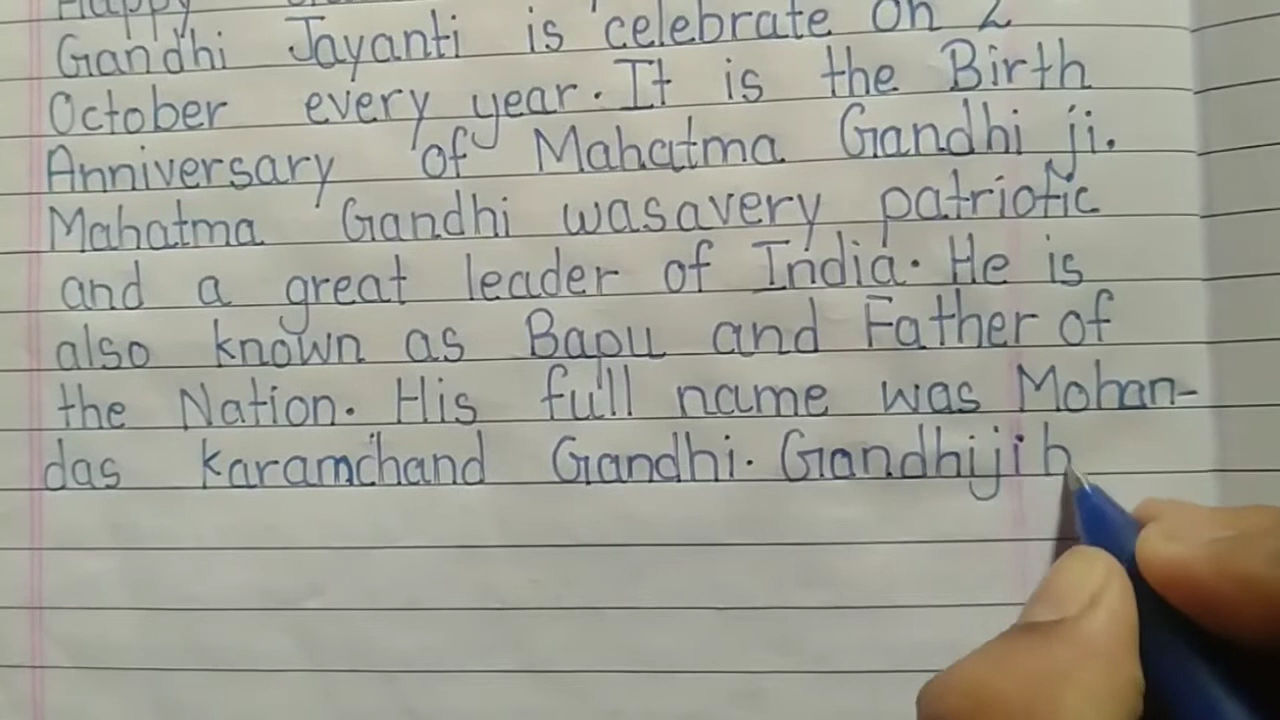 Happy
Gandhi Jayanti is celebrate on 2
October every year. It is the Birth
Anniversary of Mahatma Gandhi ji.
Mahatma Gandhi wasavery patriotic
and a great leader of India. He is
also known as Bapu and Father of
the Nation. His full name was Mohan-
das Karamchand Gandhi. Gandhiji h